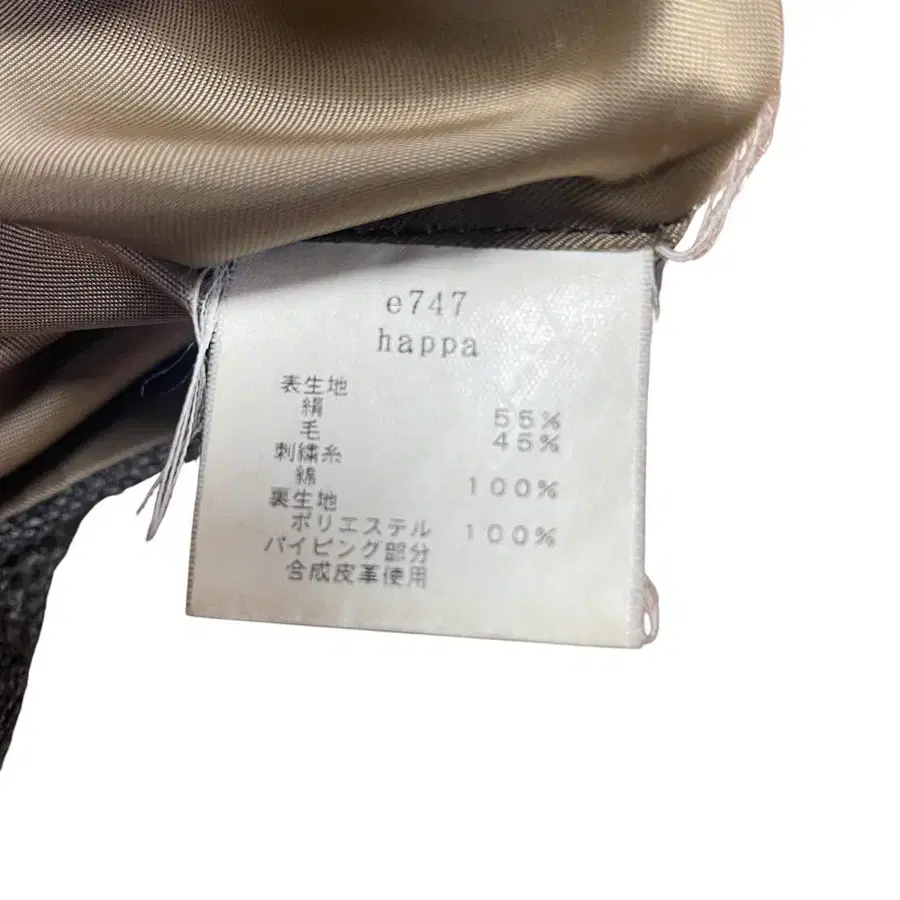 e747
happa
表生地
絹 55%
毛 45%
刺繍糸
綿 100%
裏生地
ポリエステル 100%
パイピング部分
合成皮革使用